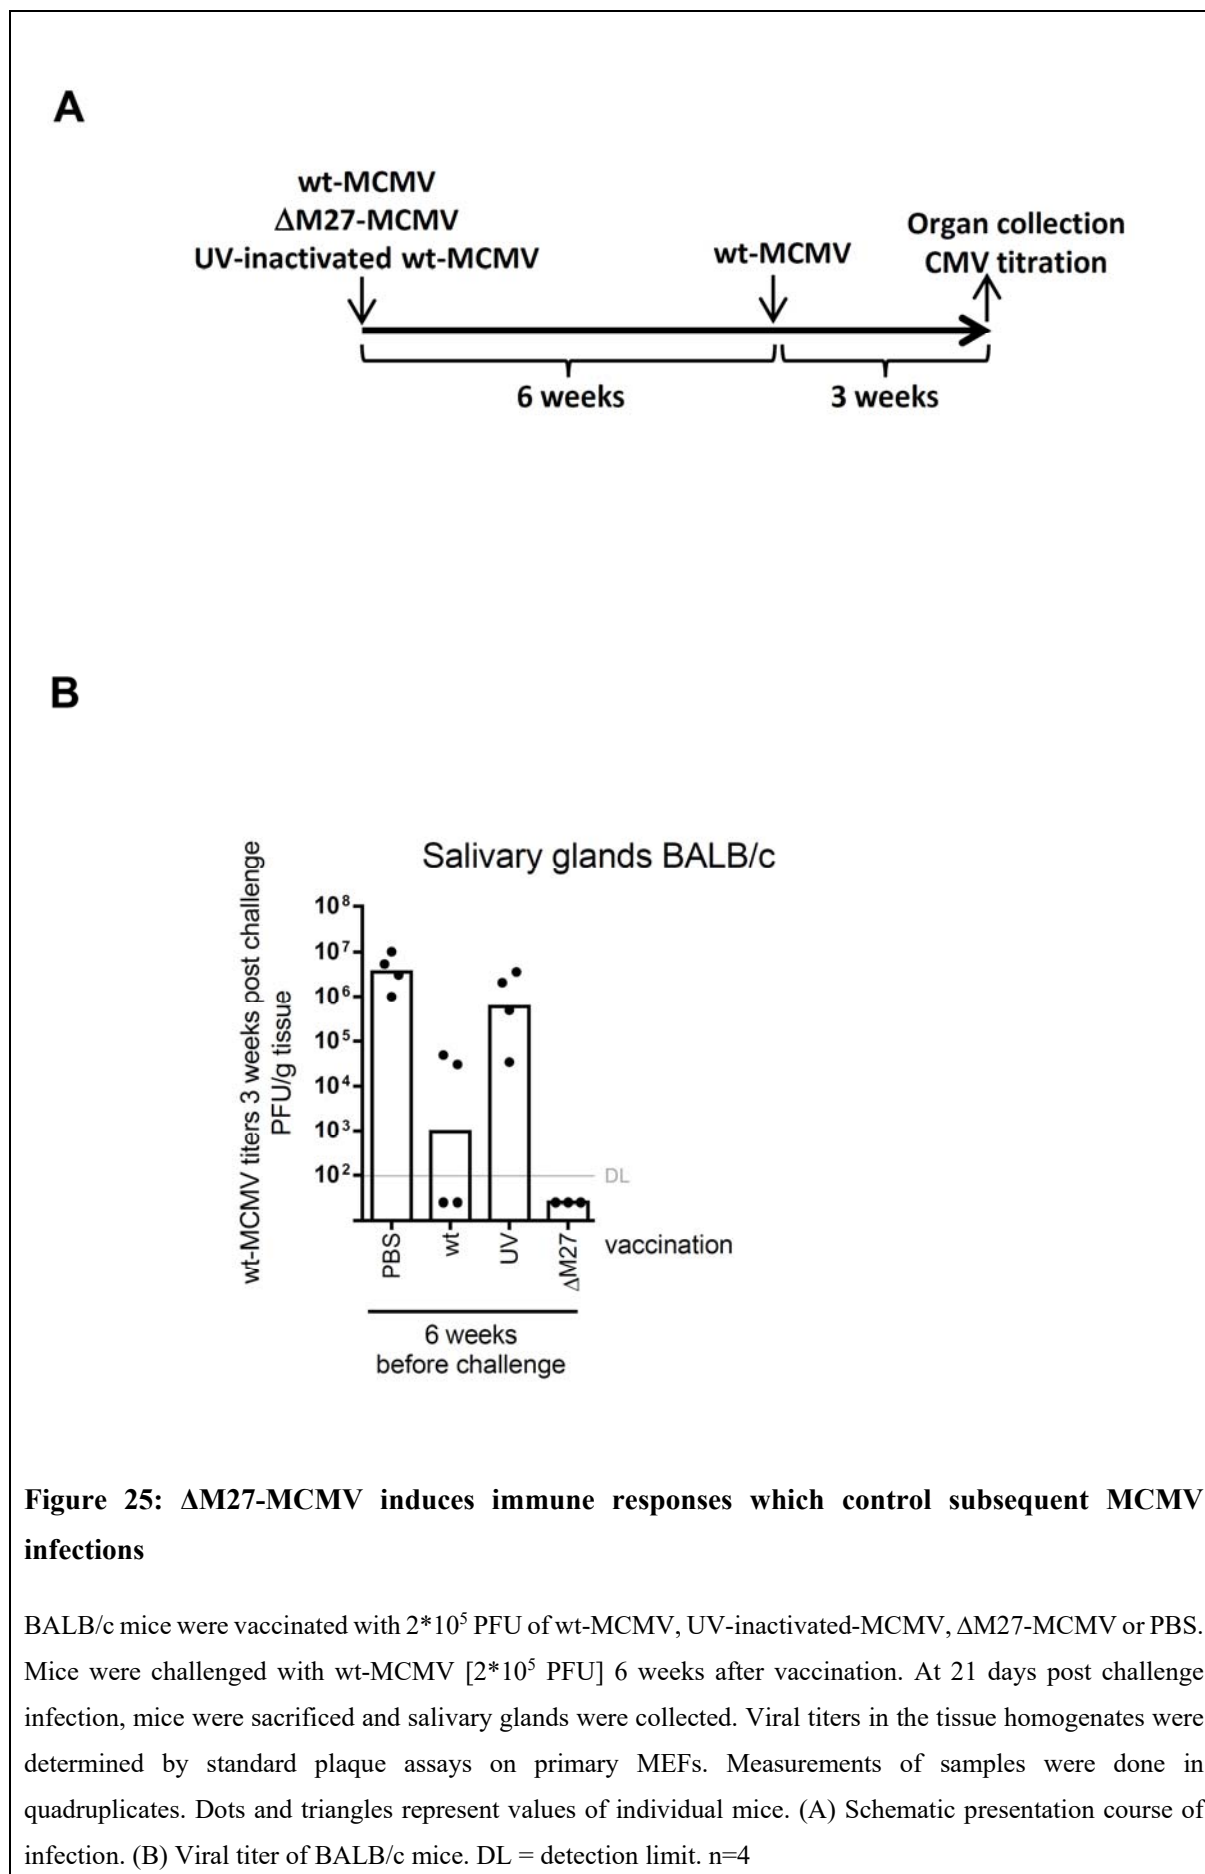 A
wt-MCMV
ΔM27-MCMV
UV-inactivated wt-MCMV
wt-MCMV
Organ collection
CMV titration
6 weeks
3 weeks
B
Salivary glands BALB/c
wt-MCMV titers 3 weeks post challenge
PFU/g tissue
10⁸
10⁷
10⁶
10⁵
10⁴
10³
10²
DL
PBS
wt
UV
ΔM27
vaccination
6 weeks
before challenge
Figure 25: ΔM27-MCMV induces immune responses which control subsequent MCMV
infections
BALB/c mice were vaccinated with 2*10⁵ PFU of wt-MCMV, UV-inactivated-MCMV, ΔM27-MCMV or PBS.
Mice were challenged with wt-MCMV [2*10⁵ PFU] 6 weeks after vaccination. At 21 days post challenge
infection, mice were sacrificed and salivary glands were collected. Viral titers in the tissue homogenates were
determined by standard plaque assays on primary MEFs. Measurements of samples were done in
quadruplicates. Dots and triangles represent values of individual mice. (A) Schematic presentation course of
infection. (B) Viral titer of BALB/c mice. DL = detection limit. n=4